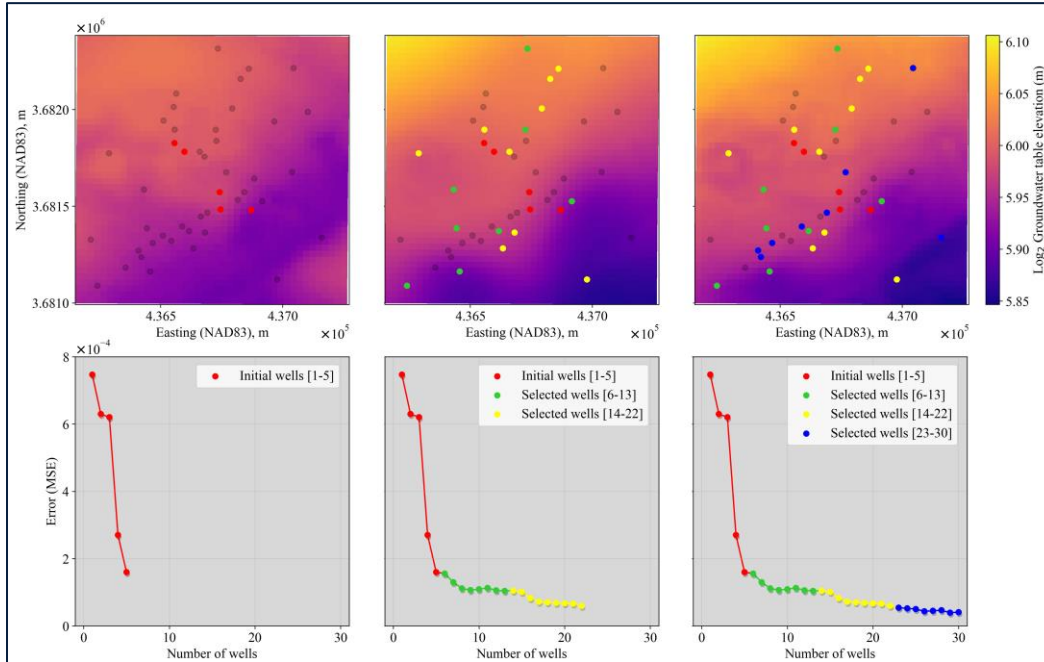 ×10⁶
3.6820
3.6815
3.6810
Northing (NAD83), m
4.365
4.370
Easting (NAD83), m
×10⁵
4.365
4.370
Easting (NAD83), m
×10⁵
4.365
4.370
Easting (NAD83), m
×10⁵
6.10
6.05
6.00
5.95
5.90
5.85
Log₂ Groundwater table elevation (m)
×10⁻⁴
8
6
4
2
0
Error (MSE)
Initial wells [1-5]
0
10
20
30
Number of wells
Initial wells [1-5]
Selected wells [6-13]
Selected wells [14-22]
0
10
20
30
Number of wells
Initial wells [1-5]
Selected wells [6-13]
Selected wells [14-22]
Selected wells [23-30]
0
10
20
30
Number of wells